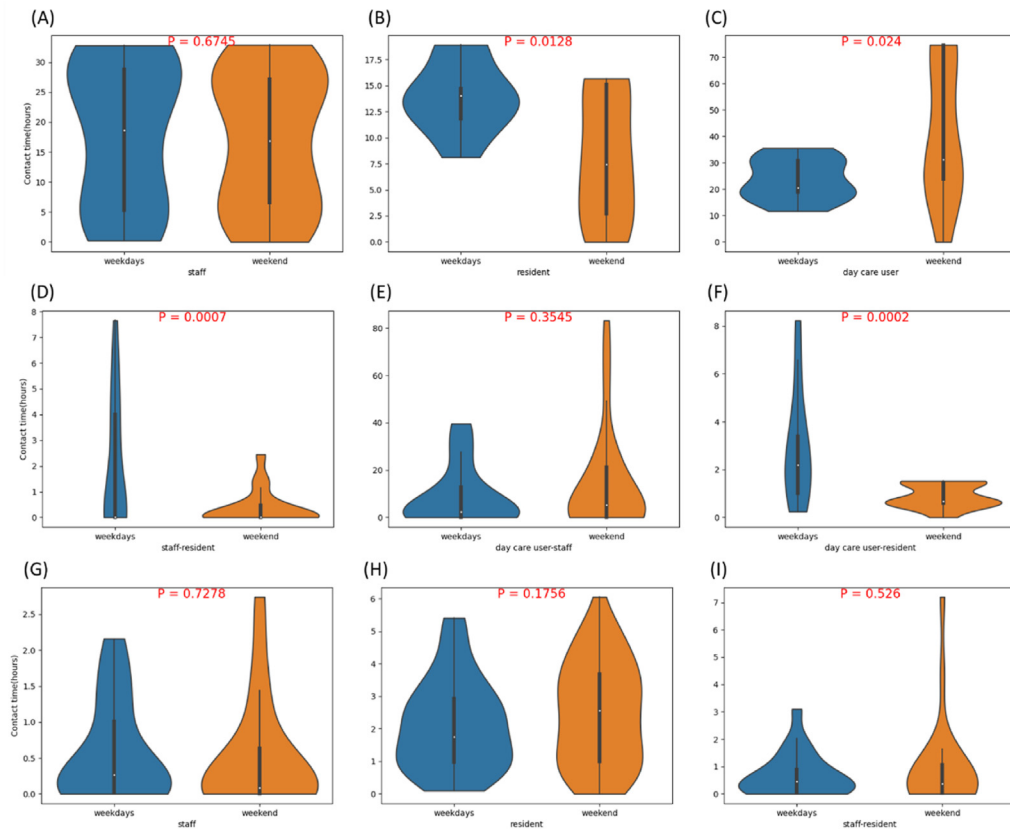 (A)
P = 0.6745
30
25
20
15
10
5
0
Contact time(hours)
weekdays
weekend
staff
(B)
P = 0.0128
17.5
15.0
12.5
10.0
7.5
5.0
2.5
0.0
weekdays
weekend
resident
(C)
P = 0.024
70
60
50
40
30
20
10
0
weekdays
weekend
day care user
(D)
P = 0.0007
8
7
6
5
4
3
2
1
0
Contact time(hours)
weekdays
weekend
staff-resident
(E)
P = 0.3545
80
60
40
20
0
weekdays
weekend
day care user-staff
(F)
P = 0.0002
8
6
4
2
0
weekdays
weekend
day care user-resident
(G)
P = 0.7278
2.5
2.0
1.5
1.0
0.5
0.0
Contact time(hours)
weekdays
weekend
staff
(H)
P = 0.1756
6
5
4
3
2
1
0
weekdays
weekend
resident
(I)
P = 0.526
7
6
5
4
3
2
1
0
weekdays
weekend
staff-resident